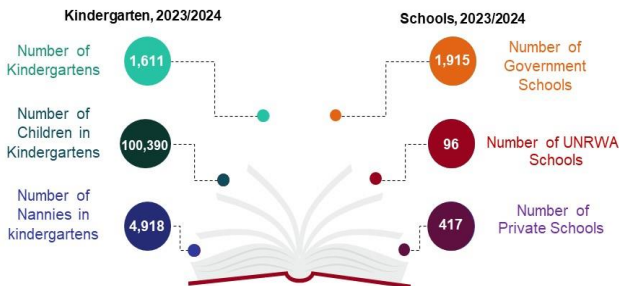 Kindergarten, 2023/2024
Number of
Kindergartens
1,611
Number of
Children in
Kindergartens
100,390
Number of
Nannies in
kindergartens
4,918
Schools, 2023/2024
1,915
Number of
Government
Schools
96
Number of UNRWA
Schools
417
Number of
Private Schools